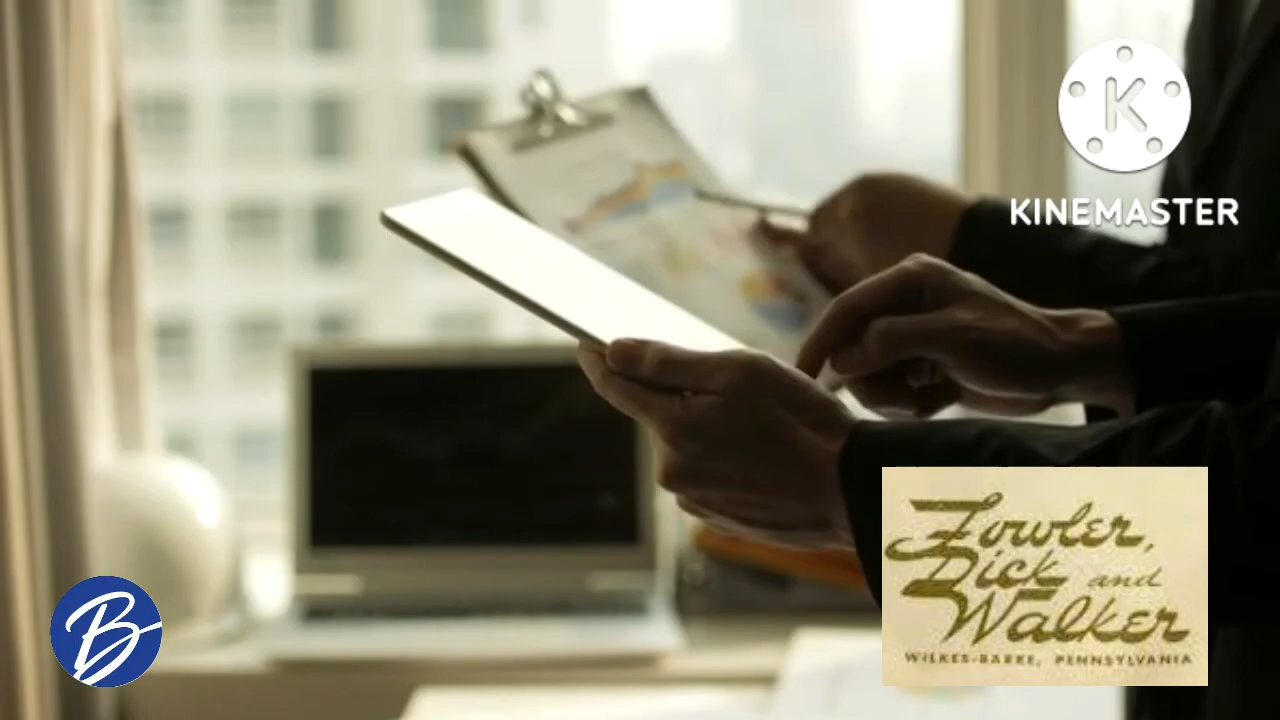 K
KINEMASTER
Fowler,
Dick and
Walker
WILKES-BARRE, PENNSYLVANIA
B